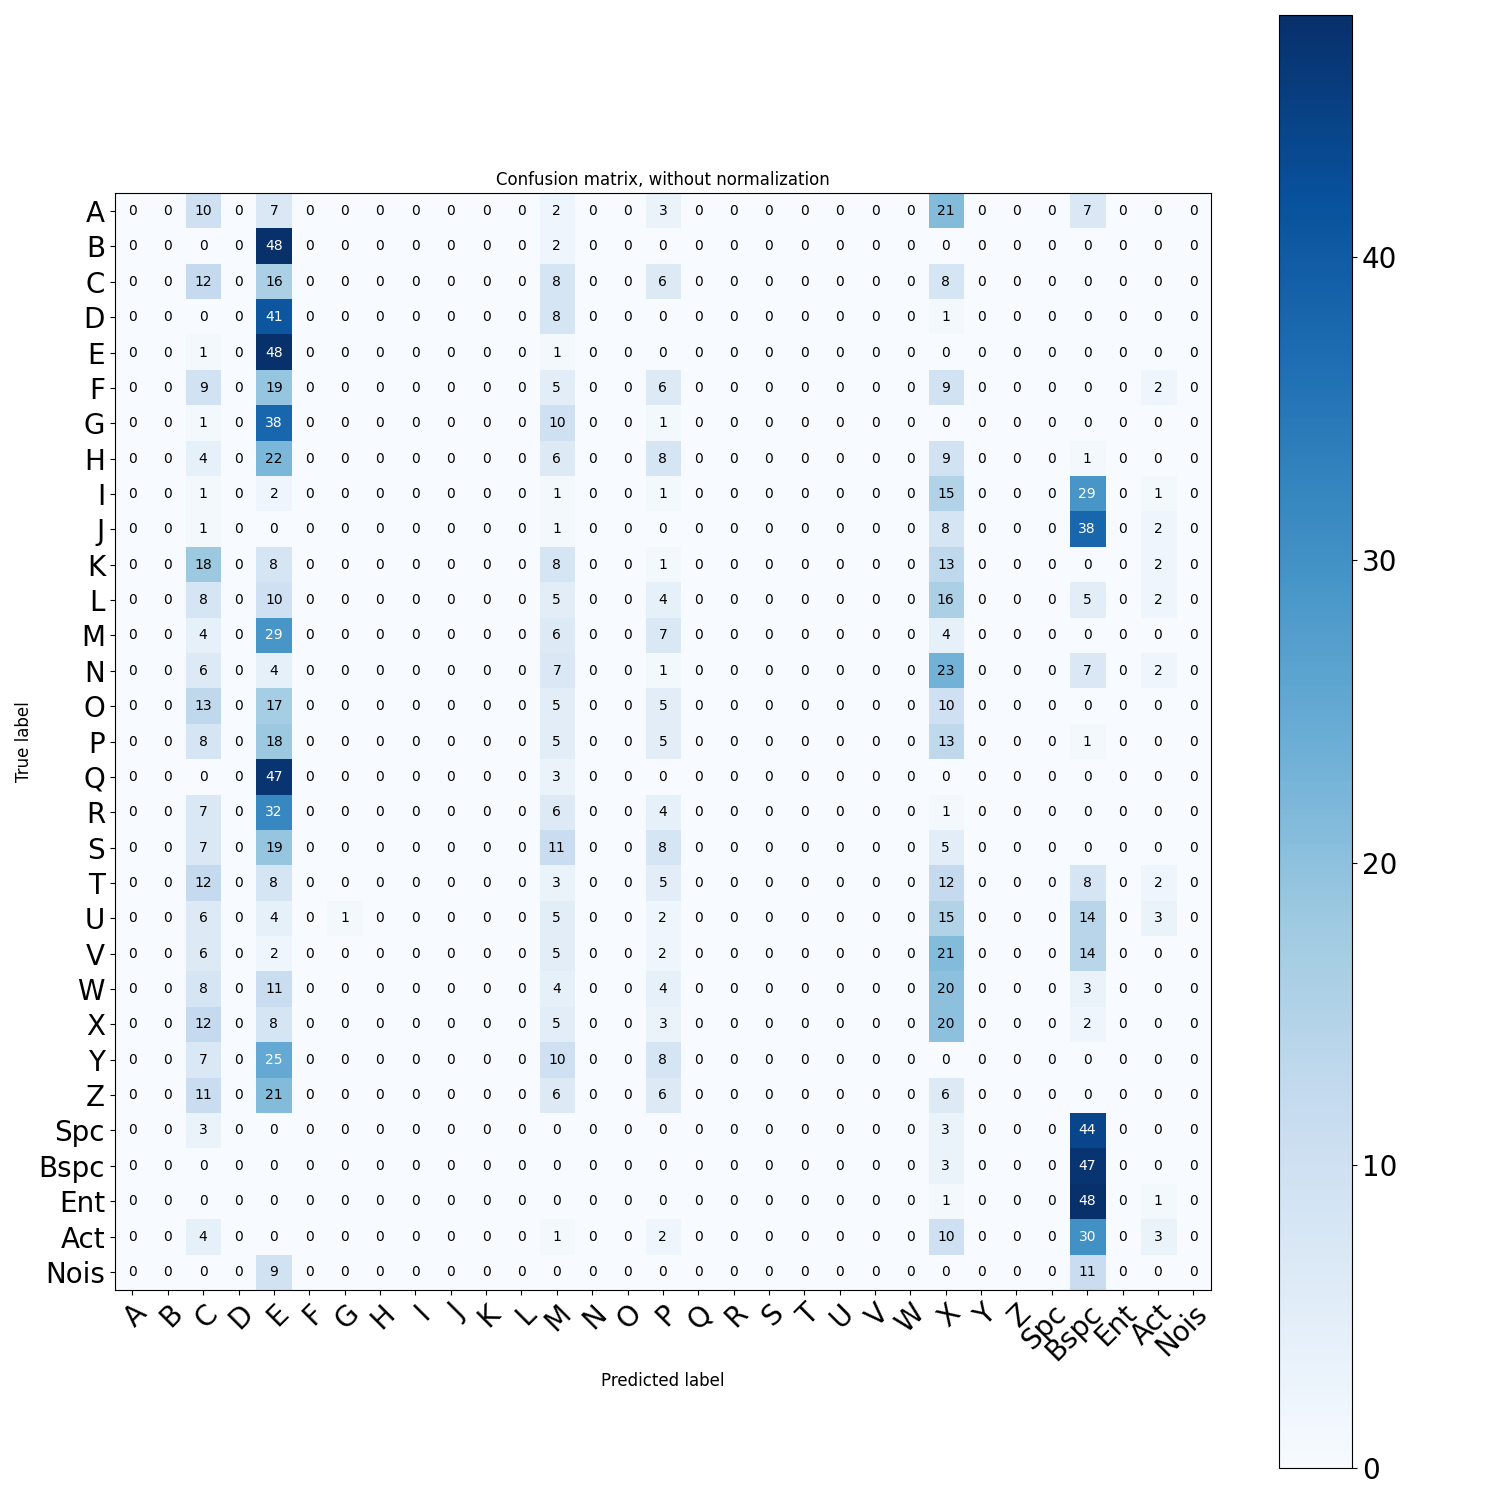 Confusion matrix, without normalization
A 0 0 10 0 7 0 0 0 0 0 0 0 2 0 0 3 0 0 0 0 0 0 0 21 0 0 0 7 0 0 0
B 0 0 0 0 48 0 0 0 0 0 0 0 2 0 0 0 0 0 0 0 0 0 0 0 0 0 0 0 0 0 0
C 0 0 12 0 16 0 0 0 0 0 0 0 8 0 0 6 0 0 0 0 0 0 0 8 0 0 0 0 0 0 0
D 0 0 0 0 41 0 0 0 0 0 0 0 8 0 0 0 0 0 0 0 0 0 0 1 0 0 0 0 0 0 0
E 0 0 1 0 48 0 0 0 0 0 0 0 1 0 0 0 0 0 0 0 0 0 0 0 0 0 0 0 0 0 0
F 0 0 9 0 19 0 0 0 0 0 0 0 5 0 0 6 0 0 0 0 0 0 0 9 0 0 0 0 0 2 0
G 0 0 1 0 38 0 0 0 0 0 0 0 10 0 0 1 0 0 0 0 0 0 0 0 0 0 0 0 0 0 0
H 0 0 4 0 22 0 0 0 0 0 0 0 6 0 0 8 0 0 0 0 0 0 0 9 0 0 0 1 0 0 0
I 0 0 1 0 2 0 0 0 0 0 0 0 1 0 0 1 0 0 0 0 0 0 0 15 0 0 0 29 0 1 0
J 0 0 1 0 0 0 0 0 0 0 0 0 1 0 0 0 0 0 0 0 0 0 0 8 0 0 0 38 0 2 0
K 0 0 18 0 8 0 0 0 0 0 0 0 8 0 0 1 0 0 0 0 0 0 0 13 0 0 0 0 0 2 0
L 0 0 8 0 10 0 0 0 0 0 0 0 5 0 0 4 0 0 0 0 0 0 0 16 0 0 0 5 0 2 0
M 0 0 4 0 29 0 0 0 0 0 0 0 6 0 0 7 0 0 0 0 0 0 0 4 0 0 0 0 0 0 0
N 0 0 6 0 4 0 0 0 0 0 0 0 7 0 0 1 0 0 0 0 0 0 0 23 0 0 0 7 0 2 0
O 0 0 13 0 17 0 0 0 0 0 0 0 5 0 0 5 0 0 0 0 0 0 0 10 0 0 0 0 0 0 0
P 0 0 8 0 18 0 0 0 0 0 0 0 5 0 0 5 0 0 0 0 0 0 0 13 0 0 0 1 0 0 0
Q 0 0 0 0 47 0 0 0 0 0 0 0 3 0 0 0 0 0 0 0 0 0 0 0 0 0 0 0 0 0 0
R 0 0 7 0 32 0 0 0 0 0 0 0 6 0 0 4 0 0 0 0 0 0 0 1 0 0 0 0 0 0 0
S 0 0 7 0 19 0 0 0 0 0 0 0 11 0 0 8 0 0 0 0 0 0 0 5 0 0 0 0 0 0 0
T 0 0 12 0 8 0 0 0 0 0 0 0 3 0 0 5 0 0 0 0 0 0 0 12 0 0 0 8 0 2 0
U 0 0 6 0 4 0 1 0 0 0 0 0 5 0 0 2 0 0 0 0 0 0 0 15 0 0 0 14 0 3 0
V 0 0 6 0 2 0 0 0 0 0 0 0 5 0 0 2 0 0 0 0 0 0 0 21 0 0 0 14 0 0 0
W 0 0 8 0 11 0 0 0 0 0 0 0 4 0 0 4 0 0 0 0 0 0 0 20 0 0 0 3 0 0 0
X 0 0 12 0 8 0 0 0 0 0 0 0 5 0 0 3 0 0 0 0 0 0 0 20 0 0 0 2 0 0 0
Y 0 0 7 0 25 0 0 0 0 0 0 0 10 0 0 8 0 0 0 0 0 0 0 0 0 0 0 0 0 0 0
Z 0 0 11 0 21 0 0 0 0 0 0 0 6 0 0 6 0 0 0 0 0 0 0 6 0 0 0 0 0 0 0
Spc 0 0 3 0 0 0 0 0 0 0 0 0 0 0 0 0 0 0 0 0 0 0 0 3 0 0 0 44 0 0 0
Bspc 0 0 0 0 0 0 0 0 0 0 0 0 0 0 0 0 0 0 0 0 0 0 0 3 0 0 0 47 0 0 0
Ent 0 0 0 0 0 0 0 0 0 0 0 0 0 0 0 0 0 0 0 0 0 0 0 1 0 0 0 48 0 1 0
Act 0 0 4 0 0 0 0 0 0 0 0 0 1 0 0 2 0 0 0 0 0 0 0 10 0 0 0 30 0 3 0
Nois 0 0 0 0 9 0 0 0 0 0 0 0 0 0 0 0 0 0 0 0 0 0 0 0 0 0 0 11 0 0 0
A B C D E F G H I J K L M N O P Q R S T U V W X Y Z Spc Bspc Ent Act Nois
Predicted label
True label
40
30
20
10
0